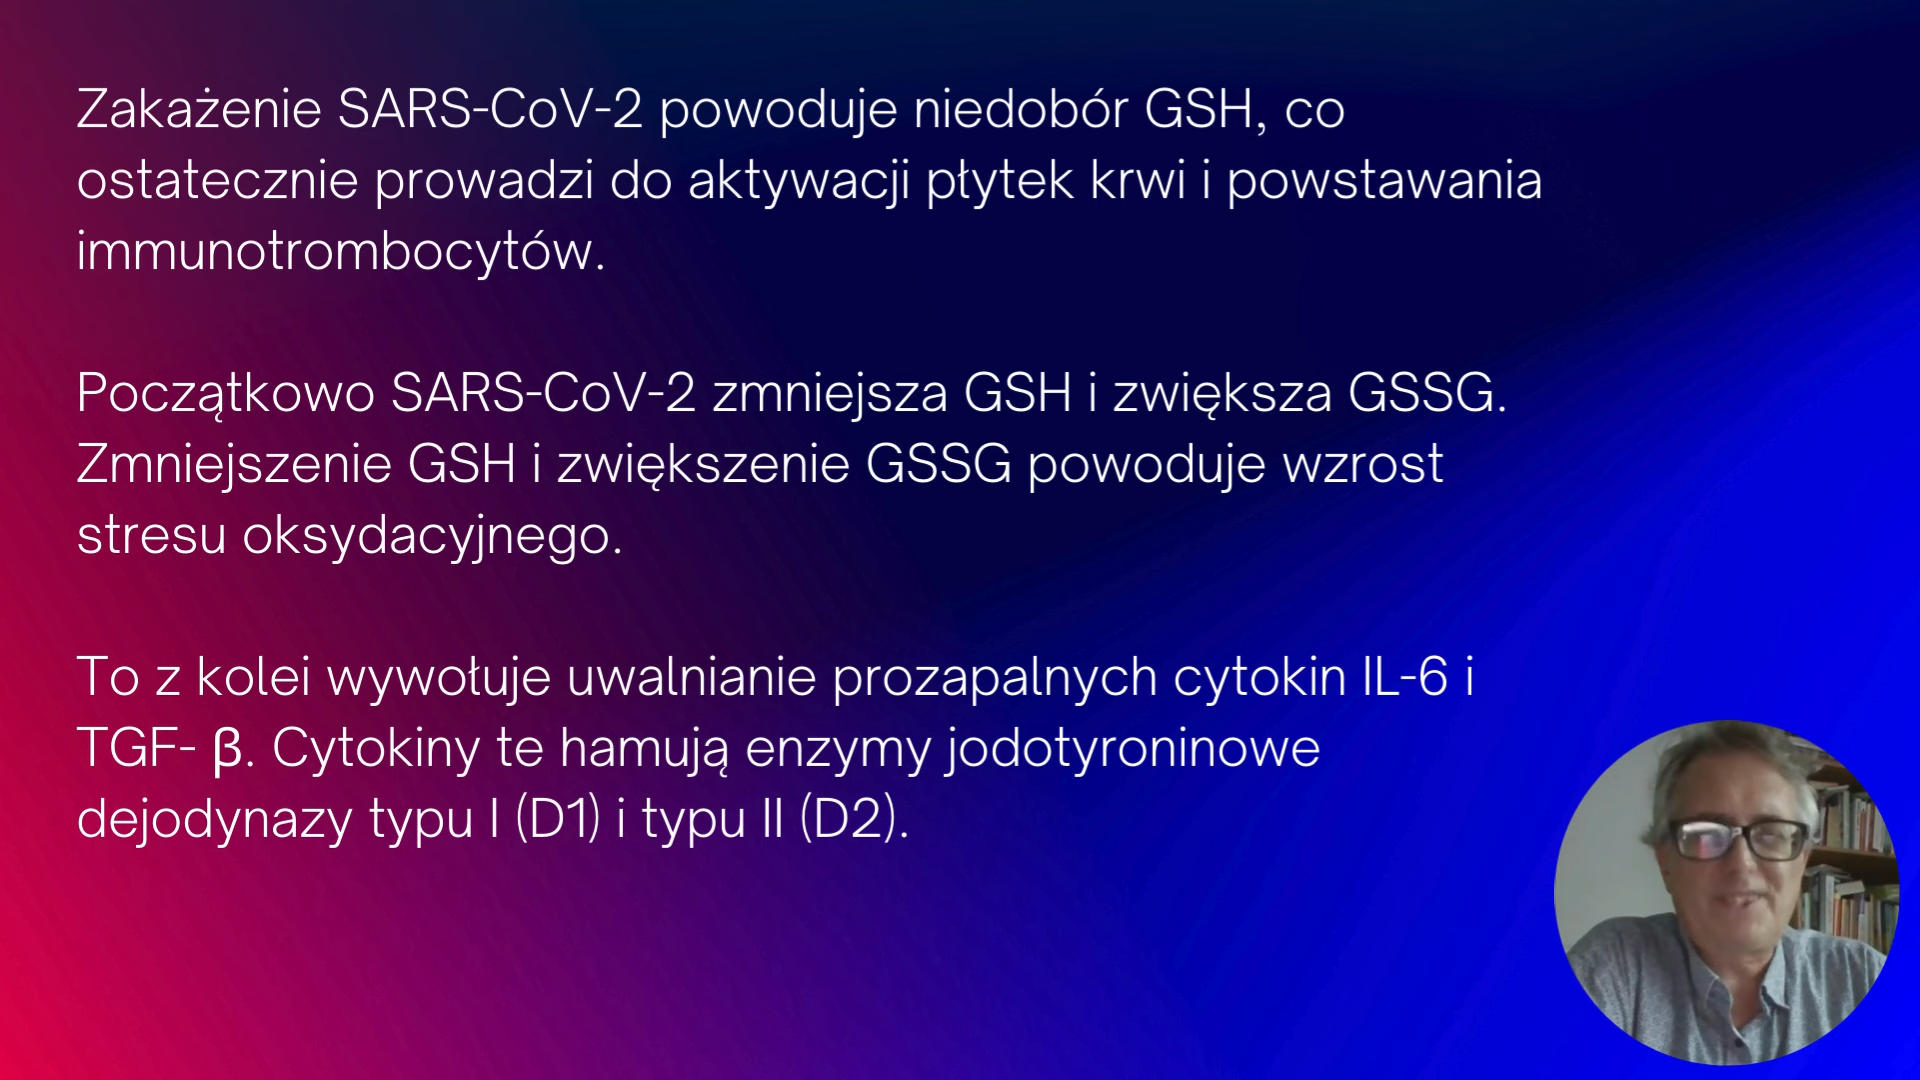 Zakażenie SARS-CoV-2 powoduje niedobór GSH, co
ostatecznie prowadzi do aktywacji płytek krwi i powstawania
immunotrombocytów.
Początkowo SARS-CoV-2 zmniejsza GSH i zwiększa GSSG.
Zmniejszenie GSH i zwiększenie GSSG powoduje wzrost
stresu oksydacyjnego.
To z kolei wywołuje uwalnianie prozapalnych cytokin IL-6 i
TGF- β. Cytokiny te hamują enzymy jodotyroninowe
dejodynazy typu I (D1) i typu II (D2).